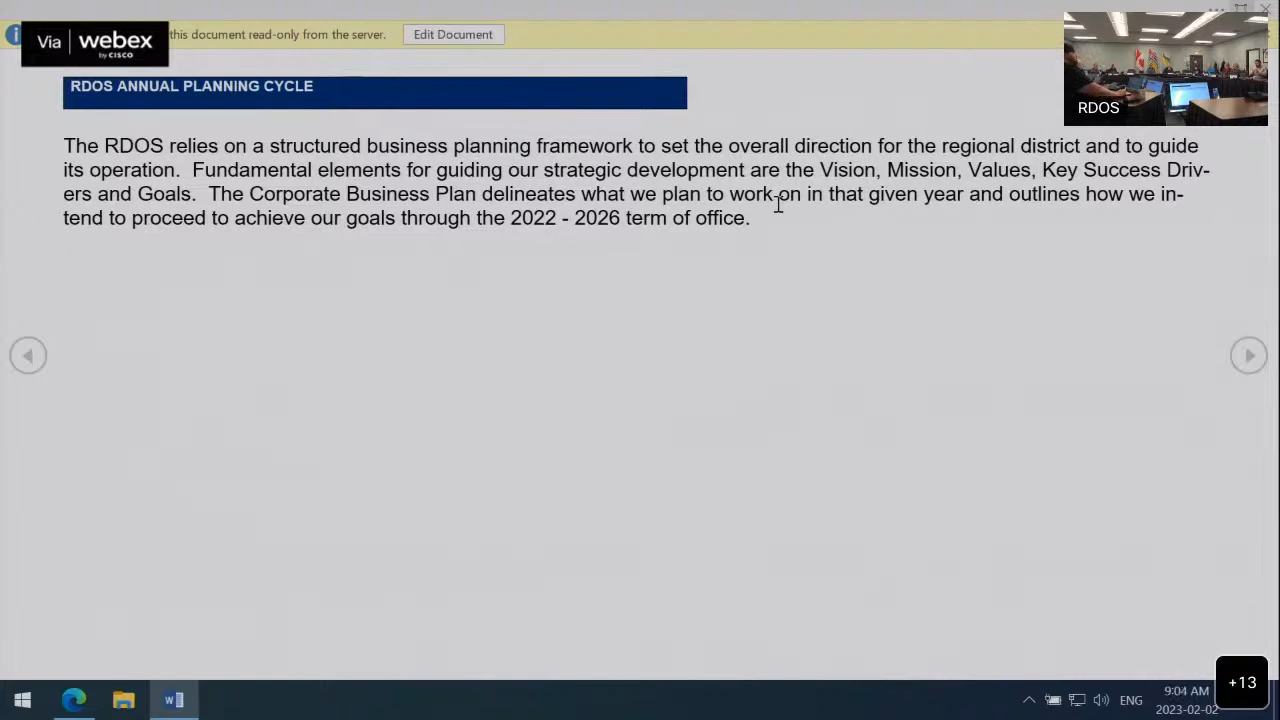 Via webex
by CISCO
this document read-only from the server.
Edit Document
RDOS
RDOS ANNUAL PLANNING CYCLE
The RDOS relies on a structured business planning framework to set the overall direction for the regional district and to guide
its operation. Fundamental elements for guiding our strategic development are the Vision, Mission, Values, Key Success Driv-
ers and Goals. The Corporate Business Plan delineates what we plan to work on in that given year and outlines how we in-
tend to proceed to achieve our goals through the 2022 - 2026 term of office.
+13
ENG
9:04 AM
2023-02-02